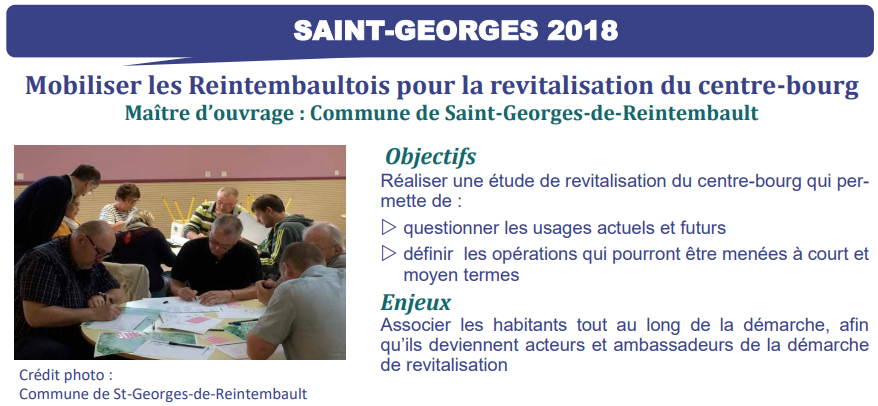 SAINT-GEORGES 2018
Mobiliser les Reintembaultois pour la revitalisation du centre-bourg
Maître d’ouvrage : Commune de Saint-Georges-de-Reintembault
Objectifs
Réaliser une étude de revitalisation du centre-bourg qui per-
mette de :
▷ questionner les usages actuels et futurs
▷ définir les opérations qui pourront être menées à court et
moyen termes
Enjeux
Associer les habitants tout au long de la démarche, afin
qu’ils deviennent acteurs et ambassadeurs de la démarche
de revitalisation
Crédit photo :
Commune de St-Georges-de-Reintembault